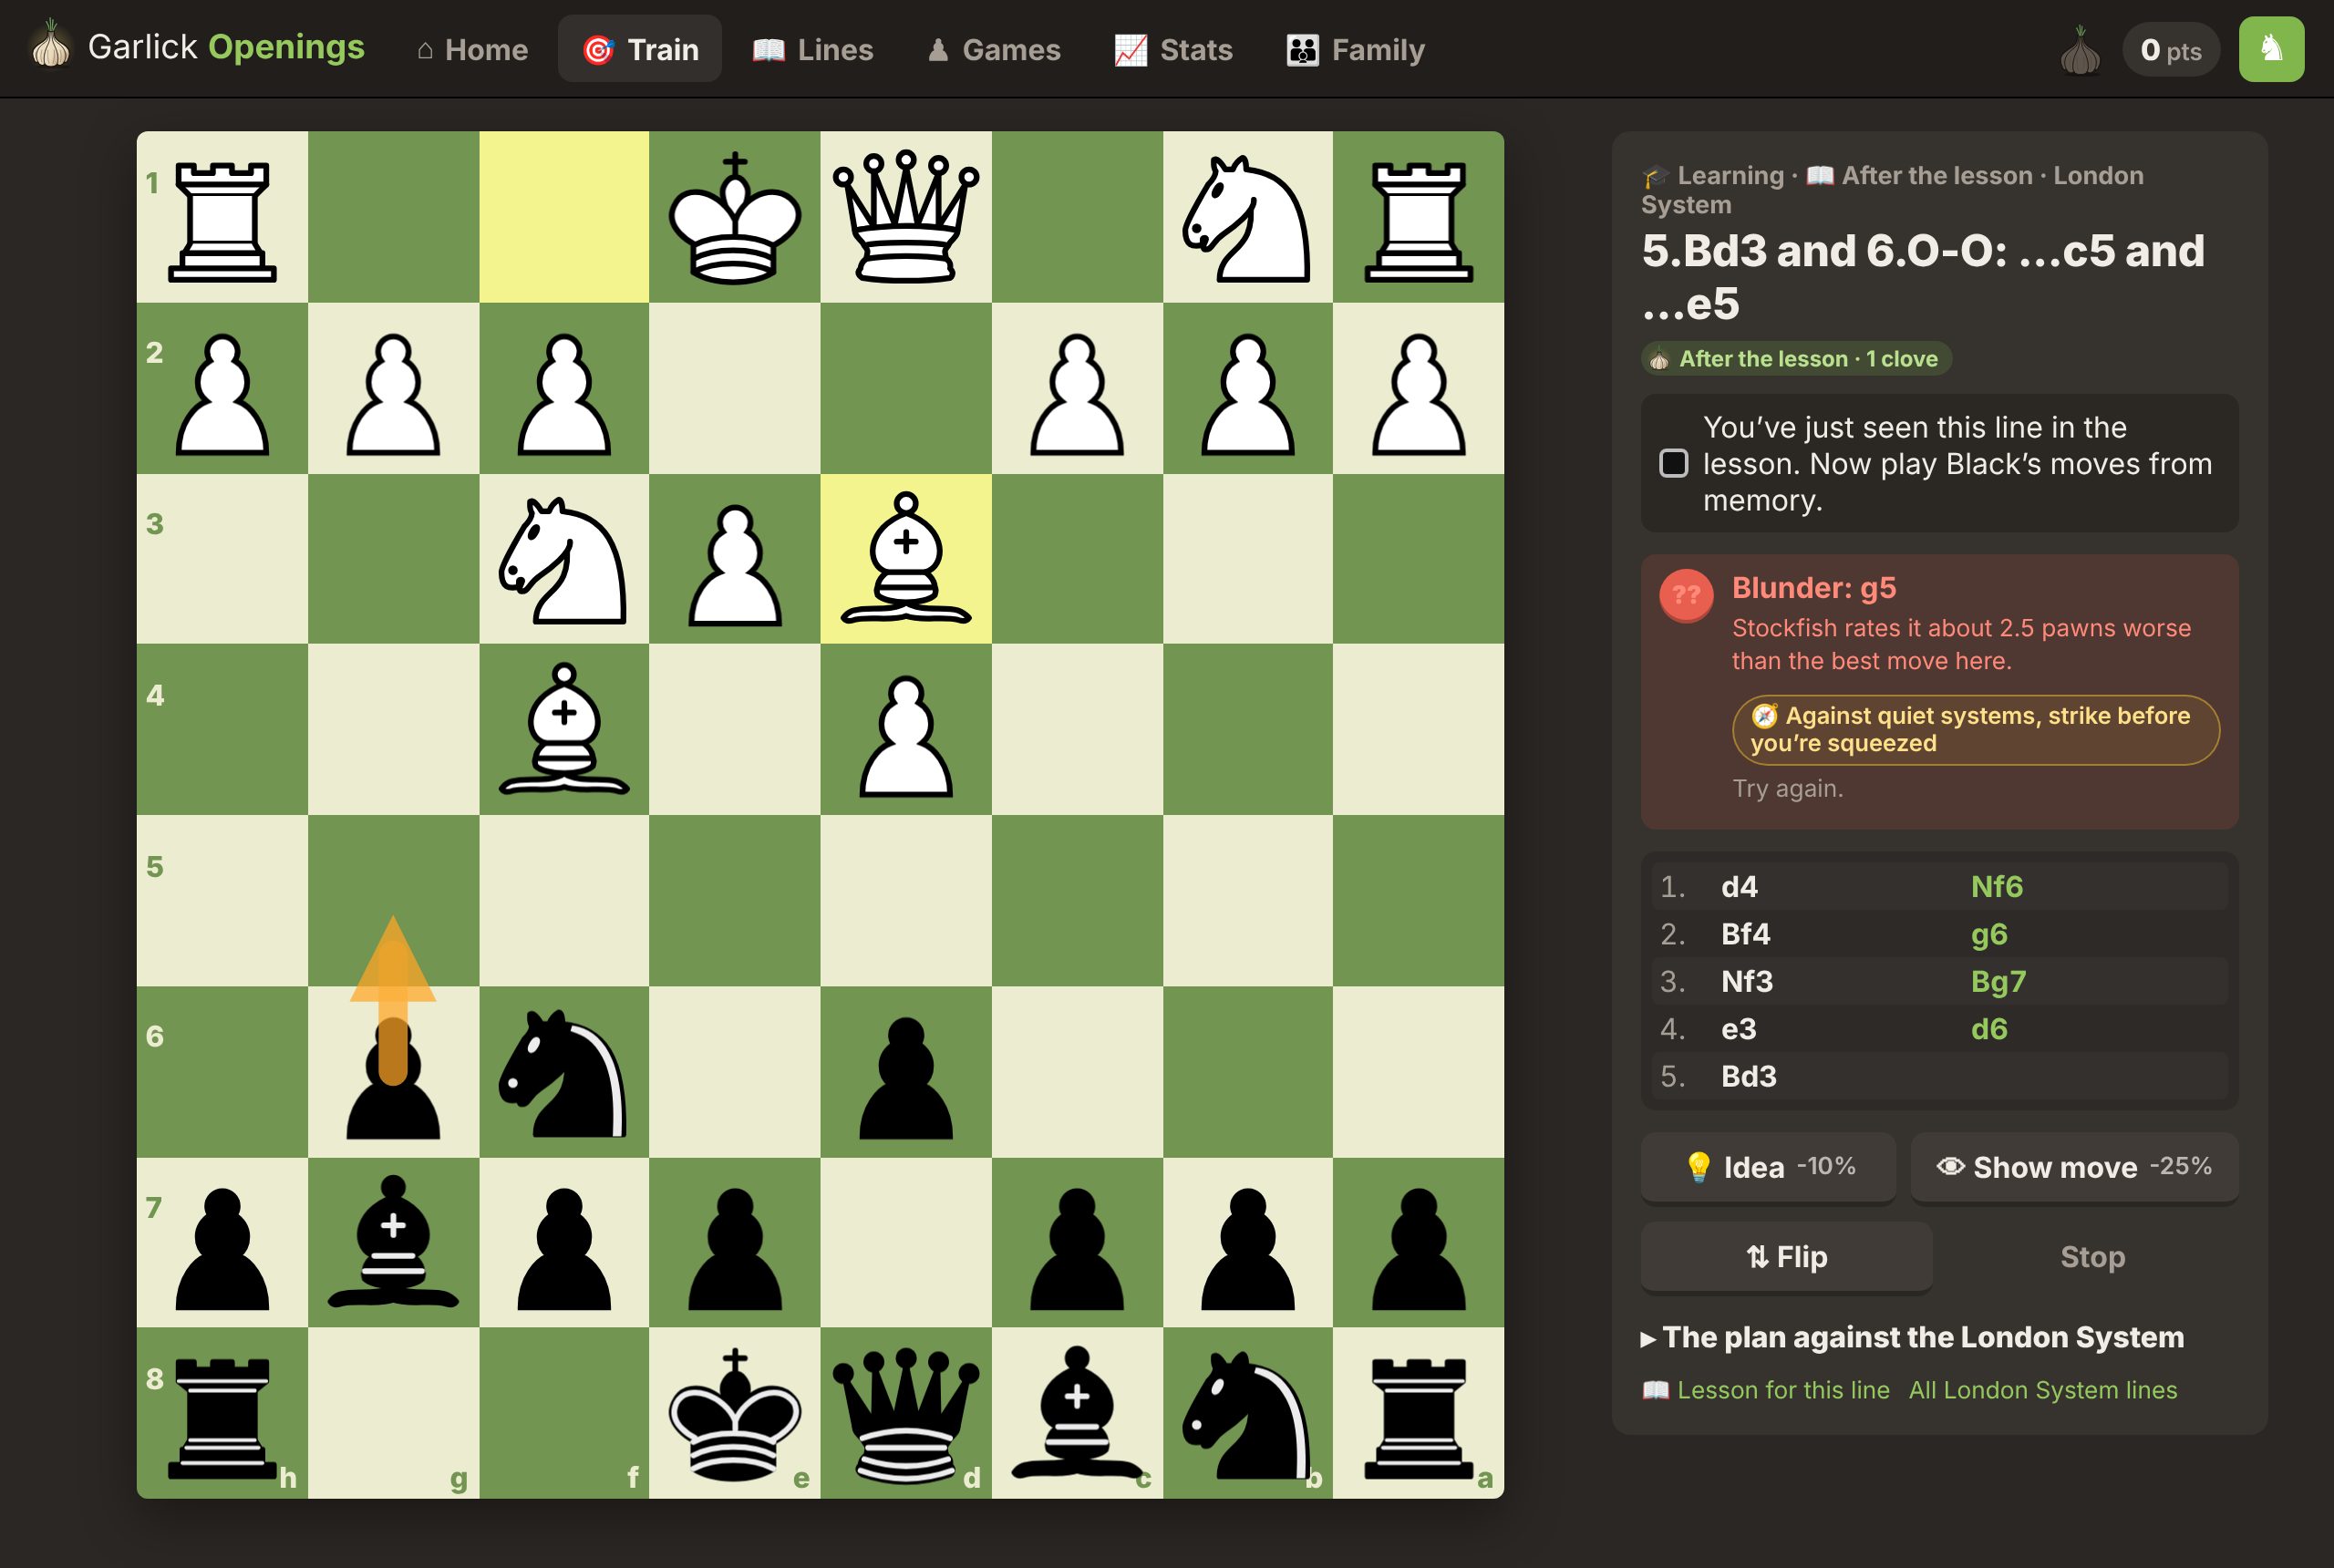 Garlick Openings
Home
Train
Lines
Games
Stats
Family
0 pts
1
2
3
4
5
6
7
8
h
g
f
e
d
c
b
a
Learning · After the lesson · London
System
5.Bd3 and 6.O-O: …c5 and
…e5
After the lesson · 1 clove
You’ve just seen this line in the
lesson. Now play Black’s moves from
memory.
??
Blunder: g5
Stockfish rates it about 2.5 pawns worse
than the best move here.
Against quiet systems, strike before
you’re squeezed
Try again.
1. d4 Nf6
2. Bf4 g6
3. Nf3 Bg7
4. e3 d6
5. Bd3
Idea -10%
Show move -25%
Flip
Stop
The plan against the London System
Lesson for this line All London System lines